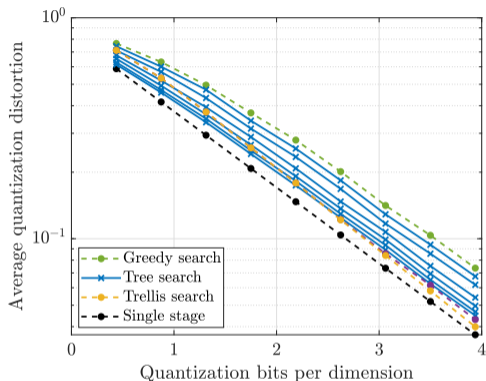 10^0
10^{-1}
Average quantization distortion
Greedy search
Tree search
Trellis search
Single stage
0 1 2 3 4
Quantization bits per dimension